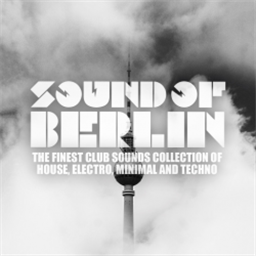 SOUND OF
BERLIN
THE FINEST CLUB SOUNDS COLLECTION OF
HOUSE, ELECTRO, MINIMAL AND TECHNO